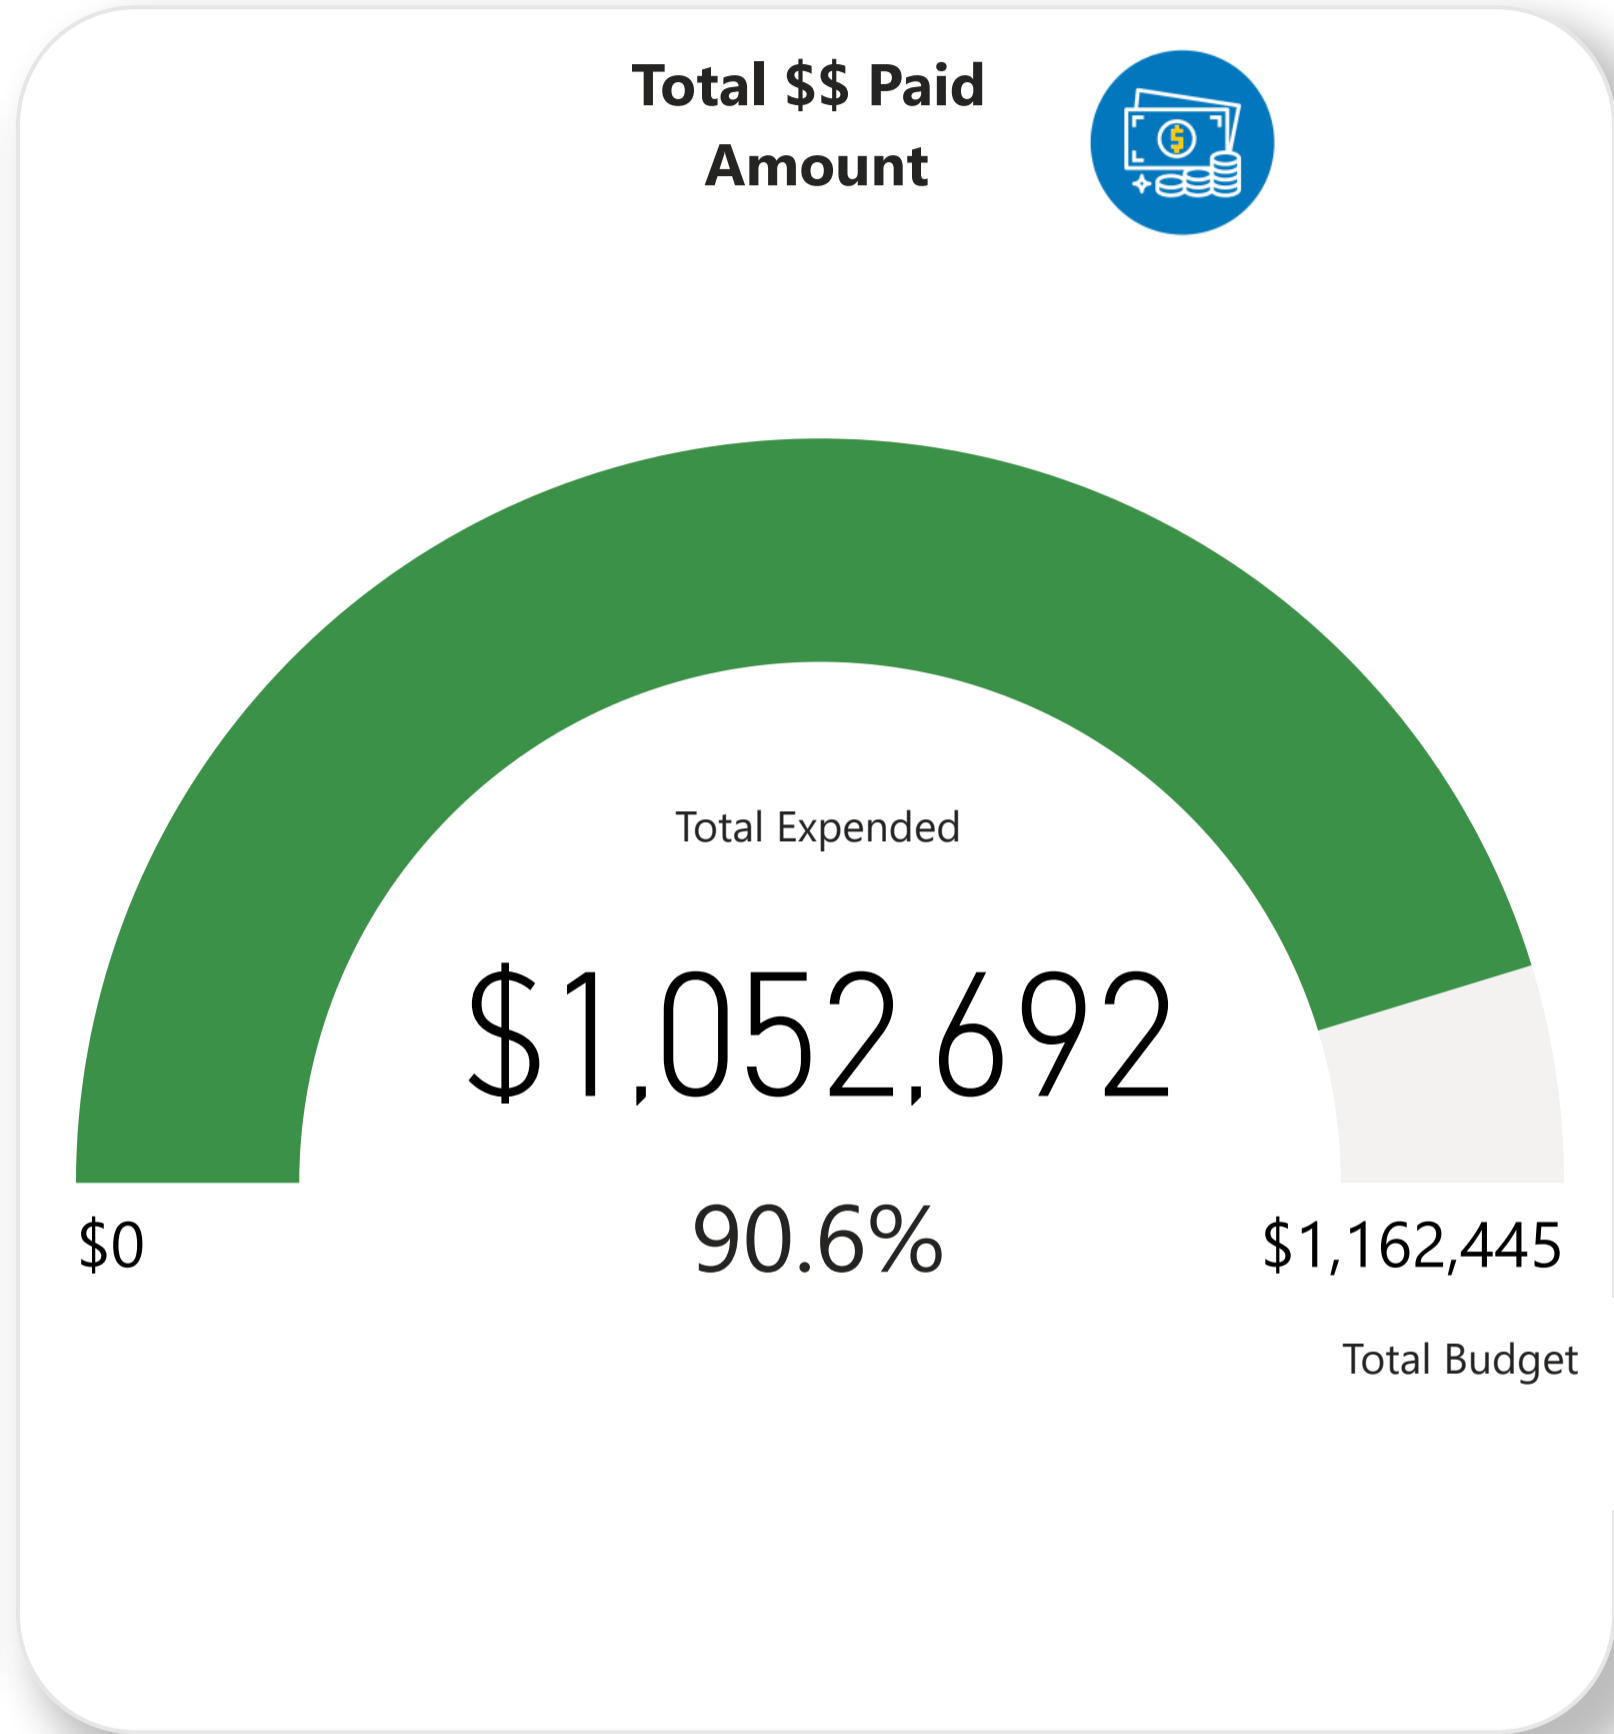 Total $$ Paid
Amount
Total Expended
$1,052,692
$0
90.6%
$1,162,445
Total Budget